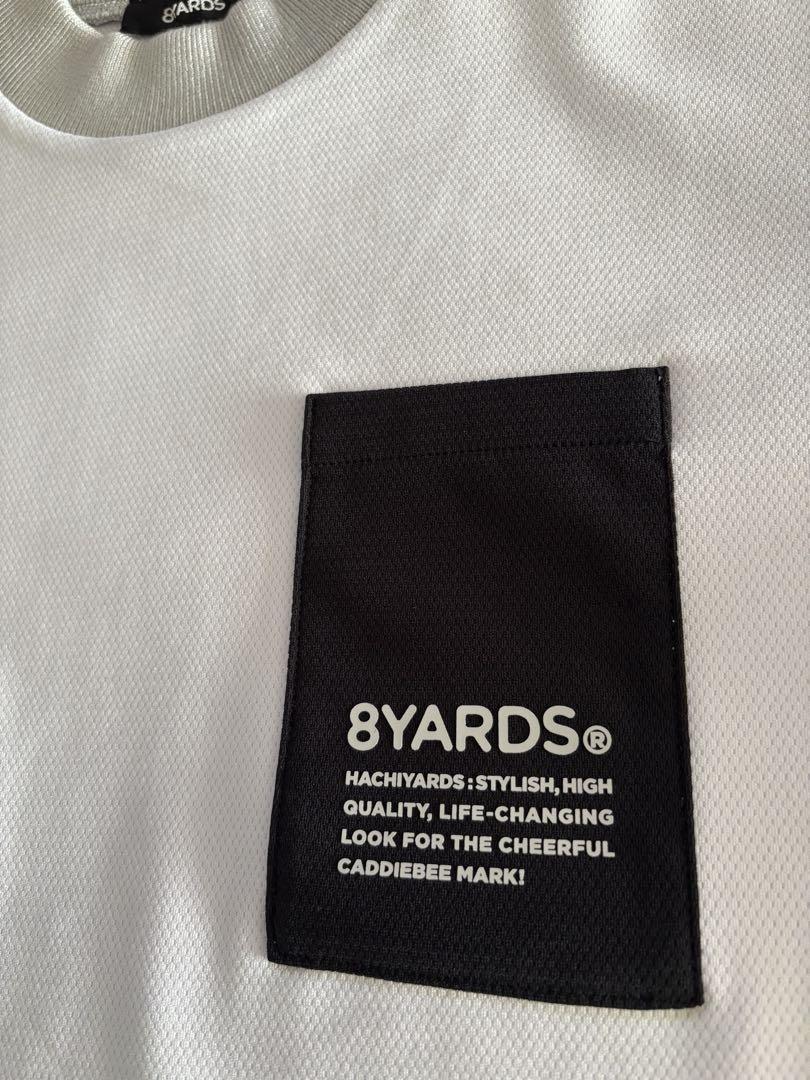 8YARDS
8YARDS®
HACHIYARDS : STYLISH, HIGH
QUALITY, LIFE-CHANGING
LOOK FOR THE CHEERFUL
CADDIEBEE MARK!